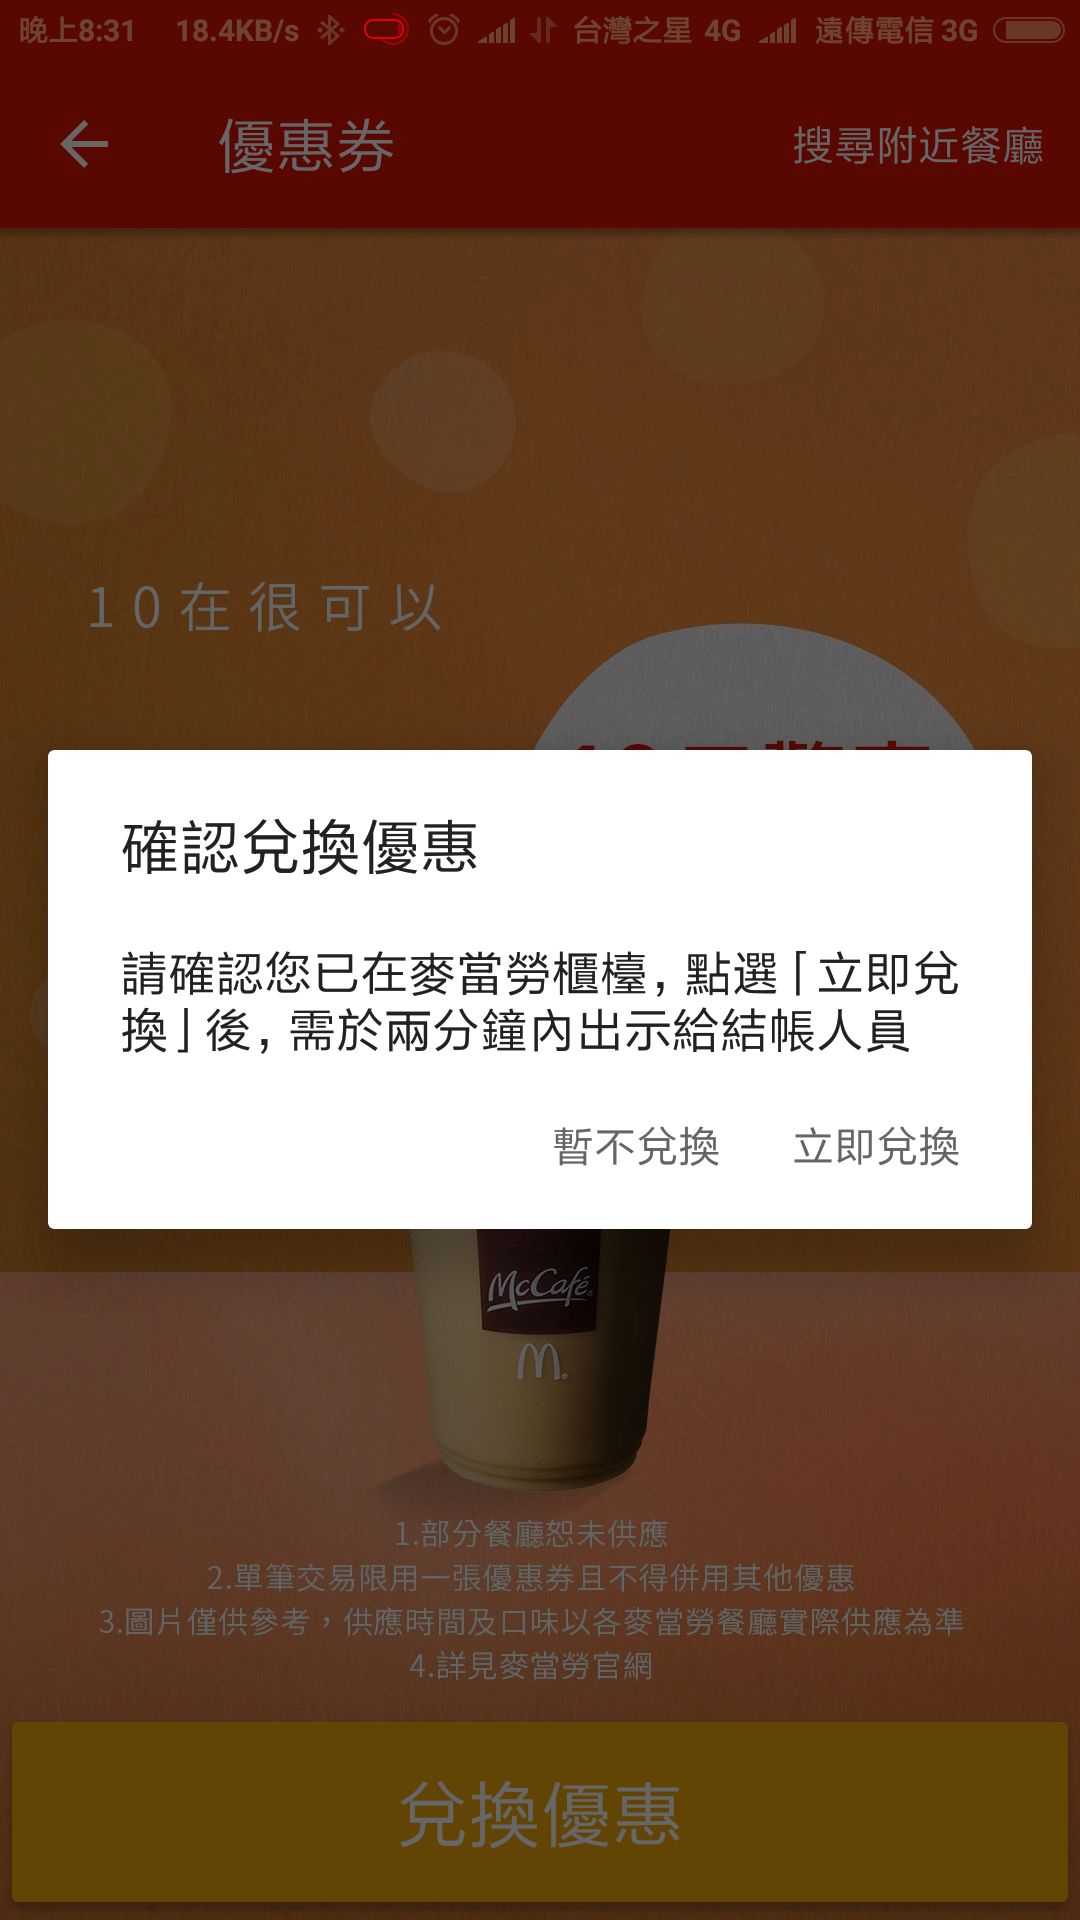 晚上8:31 18.4KB/s 台灣之星 4G 遠傳電信 3G
優惠券 搜尋附近餐廳
10在很可以
確認兌換優惠
請確認您已在麥當勞櫃檯,點選「立即兌
換」後,需於兩分鐘內出示給結帳人員
暫不兌換 立即兌換
McCafé
1.部分餐廳恕未供應
2.單筆交易限用一張優惠券且不得併用其他優惠
3.圖片僅供參考，供應時間及口味以各麥當勞餐廳實際供應為準
4.詳見麥當勞官網
兌換優惠